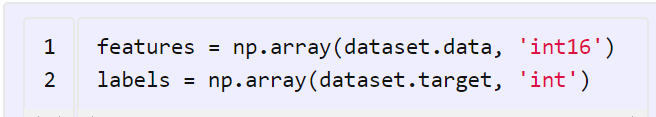 1 features = np.array(dataset.data, 'int16')
2 labels = np.array(dataset.target, 'int')